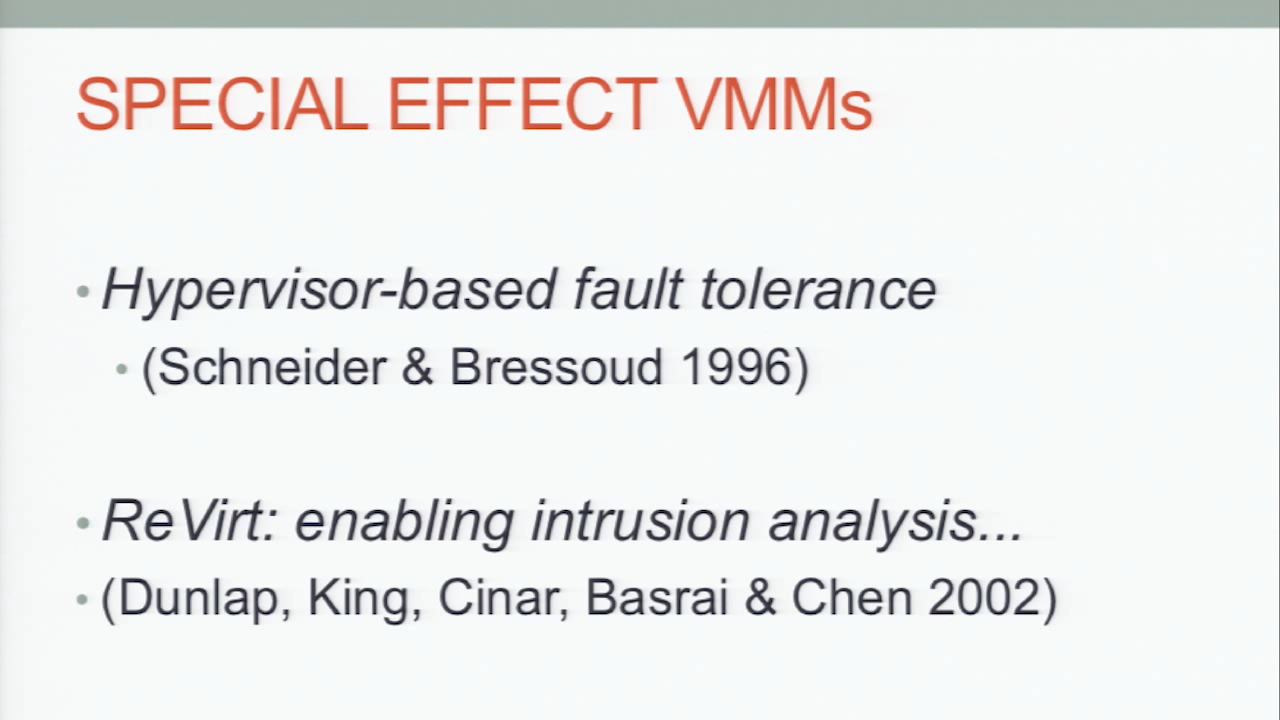 SPECIAL EFFECT VMMs
• Hypervisor-based fault tolerance
• (Schneider & Bressoud 1996)
• ReVirt: enabling intrusion analysis...
• (Dunlap, King, Cinar, Basrai & Chen 2002)